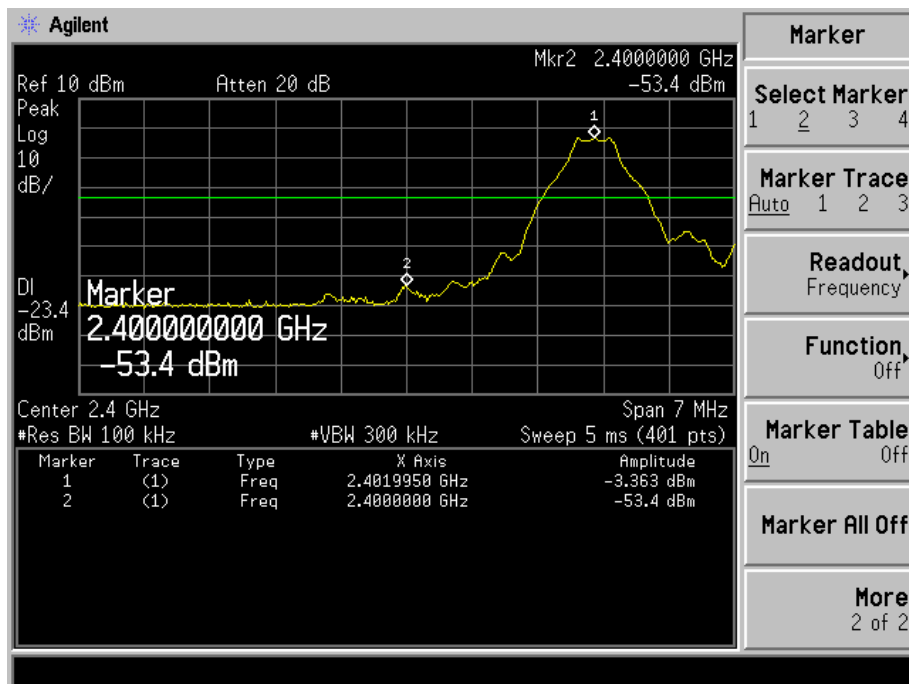 Agilent
Marker
Mkr2 2.4000000 GHz
Ref 10 dBm Atten 20 dB -53.4 dBm
Peak
Log
10
dB/
1
2
DI
-23.4
dBm
Marker
2.400000000 GHz
-53.4 dBm
Center 2.4 GHz Span 7 MHz
#Res BW 100 kHz #VBW 300 kHz Sweep 5 ms (401 pts)
Marker Trace Type X Axis Amplitude
1 (1) Freq 2.4019950 GHz -3.363 dBm
2 (1) Freq 2.4000000 GHz -53.4 dBm
Select Marker
1 2 3 4
Marker Trace
Auto 1 2 3
Readout
Frequency
Function
Off
Marker Table
On Off
Marker All Off
More
2 of 2